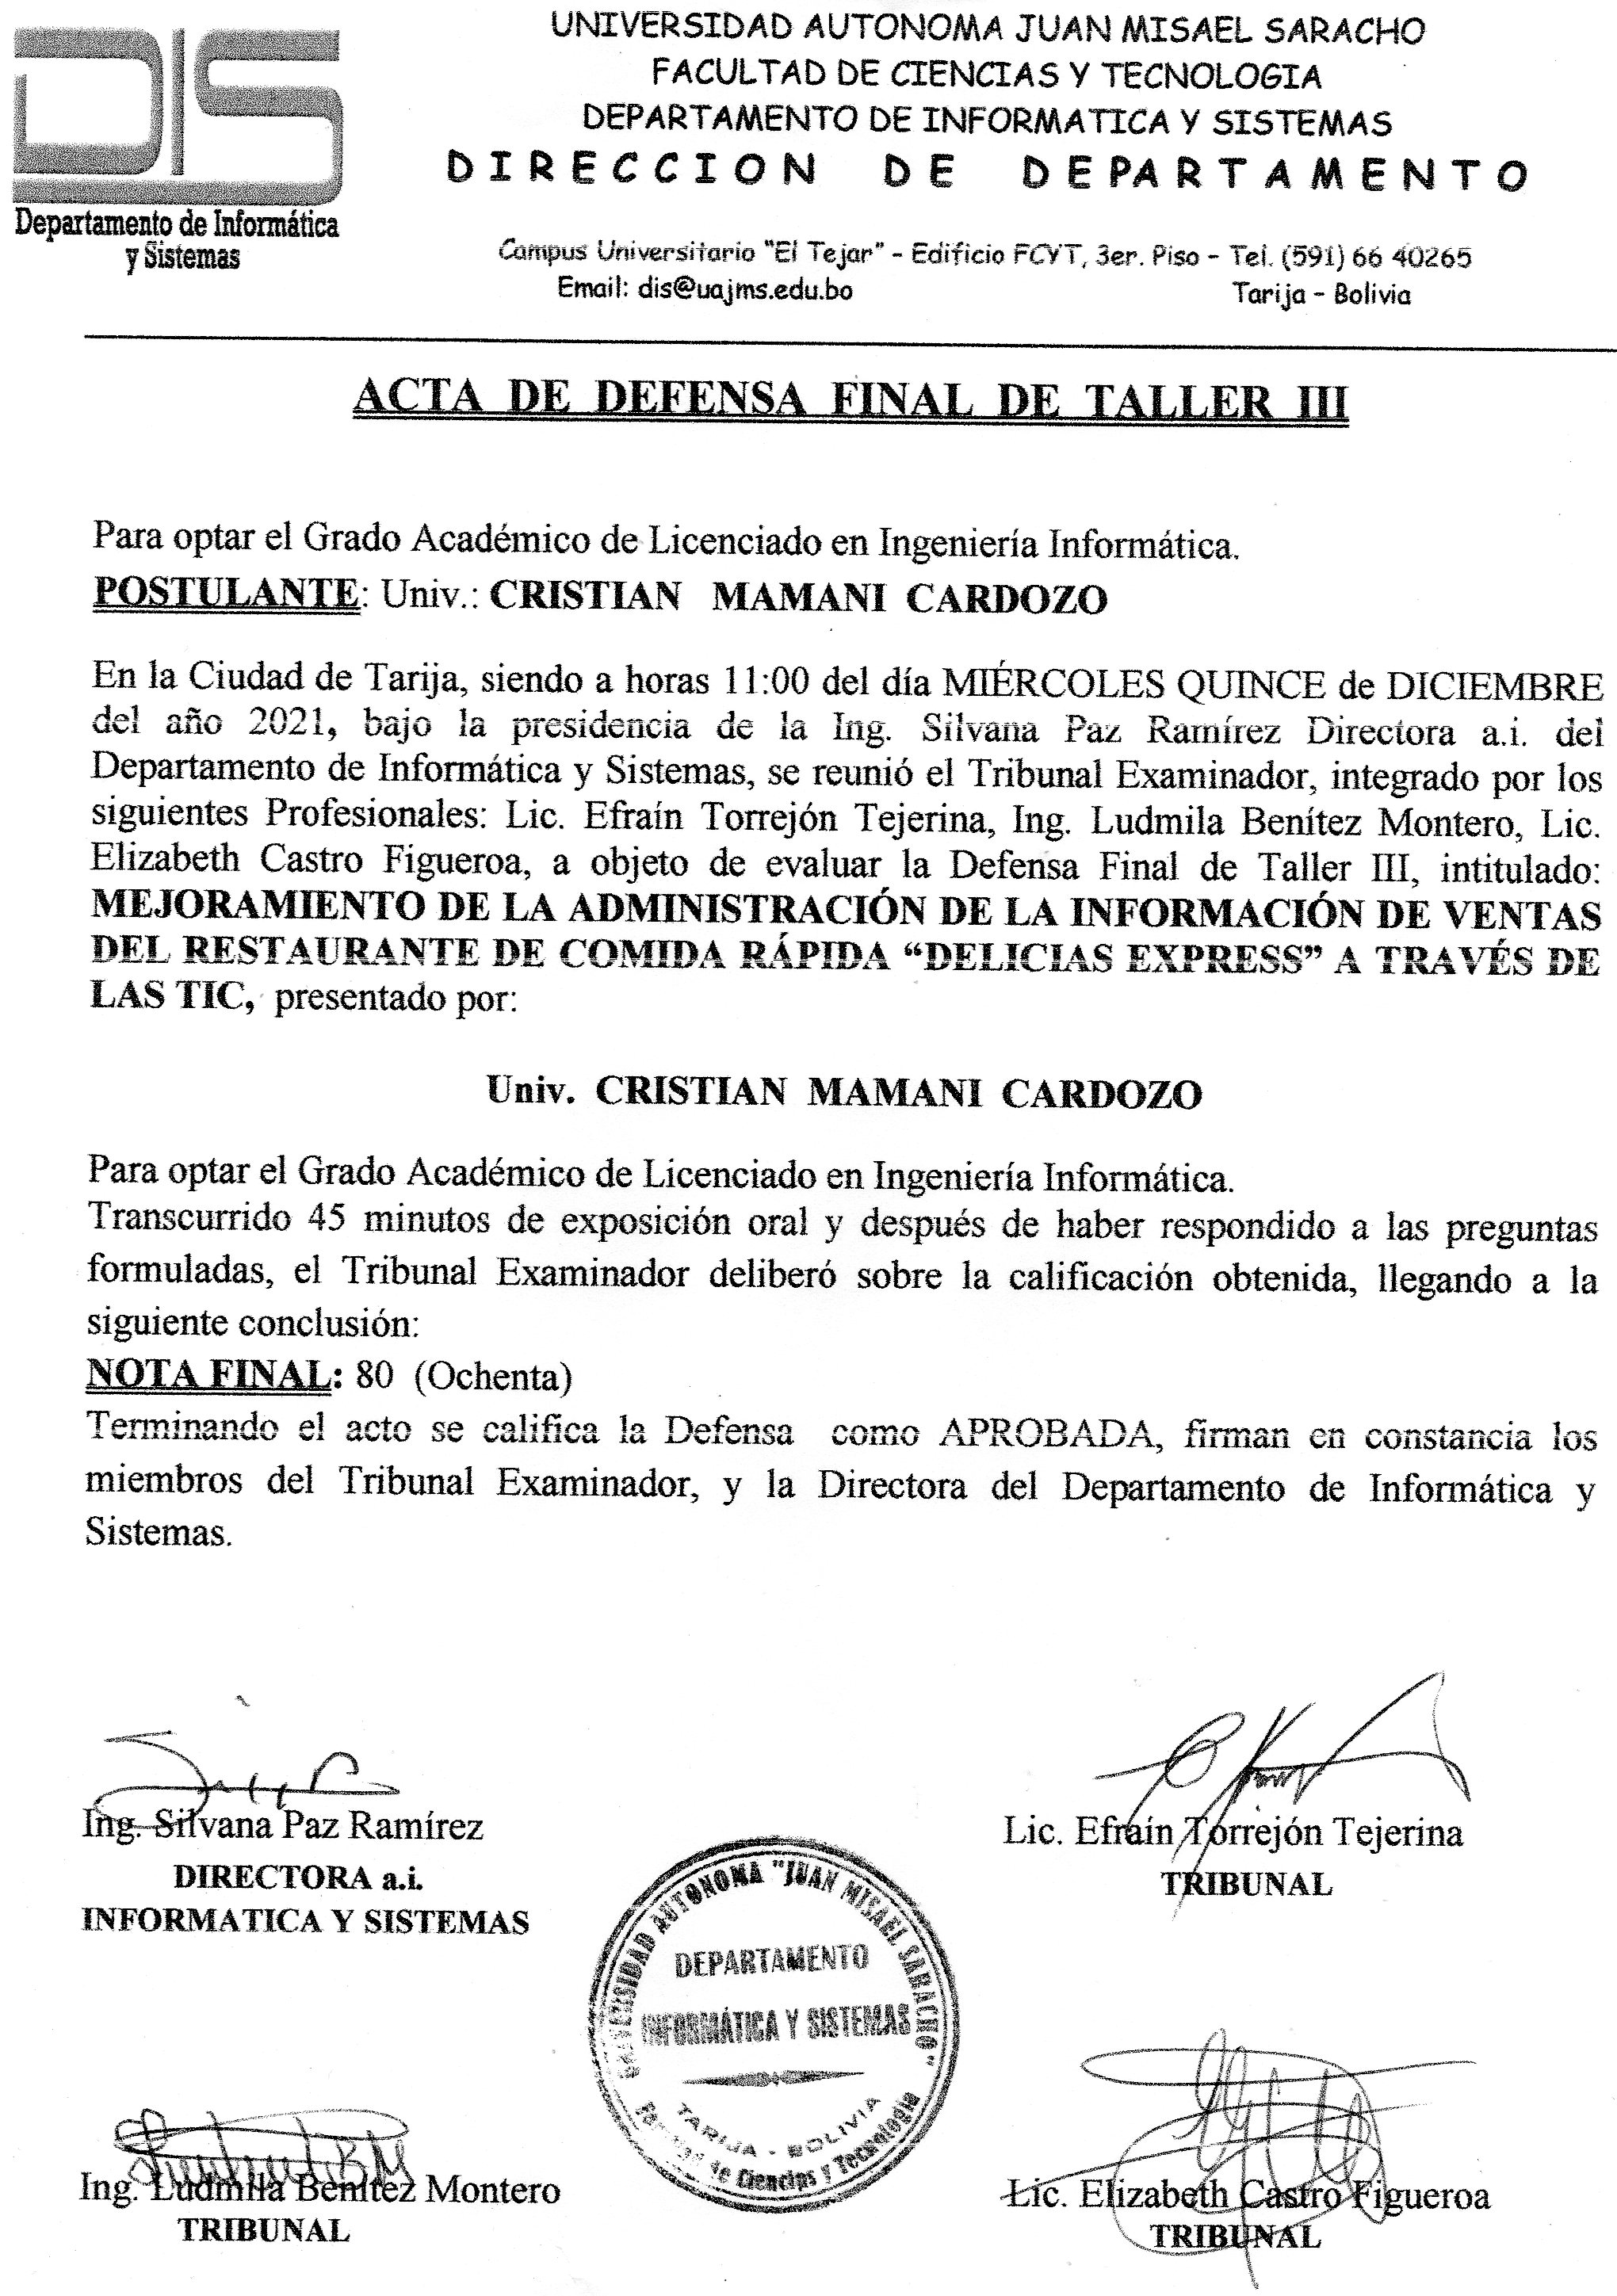 UNIVERSIDAD AUTONOMA JUAN MISAEL SARACHO
FACULTAD DE CIENCIAS Y TECNOLOGIA
DEPARTAMENTO DE INFORMATICA Y SISTEMAS
DIRECCION DE DEPARTAMENTO
DIS
Departamento de Informática
y Sistemas
Campus Universitario "El Tejar" - Edificio FCYT, 3er. Piso - Tel. (591) 66 40265
Email: dis@uajms.edu.bo Tarija - Bolivia
ACTA DE DEFENSA FINAL DE TALLER III
Para optar el Grado Académico de Licenciado en Ingeniería Informática.
POSTULANTE: Univ.: CRISTIAN MAMANI CARDOZO
En la Ciudad de Tarija, siendo a horas 11:00 del día MIÉRCOLES QUINCE de DICIEMBRE
del año 2021, bajo la presidencia de la Ing. Silvana Paz Ramírez Directora a.i. del
Departamento de Informática y Sistemas, se reunió el Tribunal Examinador, integrado por los
siguientes Profesionales: Lic. Efraín Torrejón Tejerina, Ing. Ludmila Benítez Montero, Lic.
Elizabeth Castro Figueroa, a objeto de evaluar la Defensa Final de Taller III, intitulado:
MEJORAMIENTO DE LA ADMINISTRACIÓN DE LA INFORMACIÓN DE VENTAS
DEL RESTAURANTE DE COMIDA RÁPIDA “DELICIAS EXPRESS” A TRAVÉS DE
LAS TIC, presentado por:
Univ. CRISTIAN MAMANI CARDOZO
Para optar el Grado Académico de Licenciado en Ingeniería Informática.
Transcurrido 45 minutos de exposición oral y después de haber respondido a las preguntas
formuladas, el Tribunal Examinador deliberó sobre la calificación obtenida, llegando a la
siguiente conclusión:
NOTA FINAL: 80 (Ochenta)
Terminando el acto se califica la Defensa como APROBADA, firman en constancia los
miembros del Tribunal Examinador, y la Directora del Departamento de Informática y
Sistemas.
Ing. Silvana Paz Ramírez
DIRECTORA a.i.
INFORMATICA Y SISTEMAS
Lic. Efraín Torrejón Tejerina
TRIBUNAL
UNIVERSIDAD AUTONOMA "JUAN MISAEL SARACHO"
DEPARTAMENTO
INFORMÁTICA Y SISTEMAS
TARIJA - BOLIVIA
Facultad de Ciencias y Tecnología
Ing. Ludmila Benítez Montero
TRIBUNAL
Lic. Elizabeth Castro Figueroa
TRIBUNAL